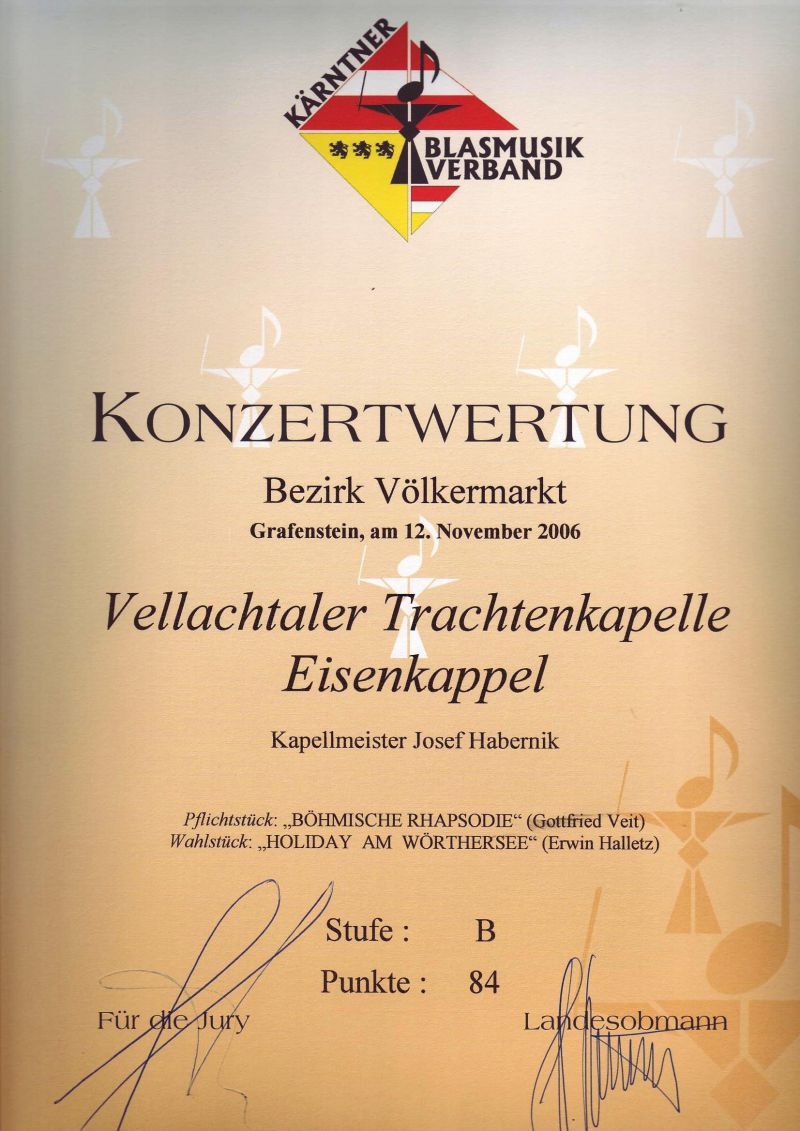 KÄRNTNER
BLASMUSIK
VERBAND
KONZERTWERTUNG
Bezirk Völkermarkt
Grafenstein, am 12. November 2006
Vellachtaler Trachtenkapelle
Eisenkappel
Kapellmeister Josef Habernik
Pflichtstück: „BÖHMISCHE RHAPSODIE“ (Gottfried Veit)
Wahlstück: „HOLIDAY AM WÖRTHERSEE“ (Erwin Halletz)
Stufe : B
Punkte : 84
Für die Jury Landesobmann